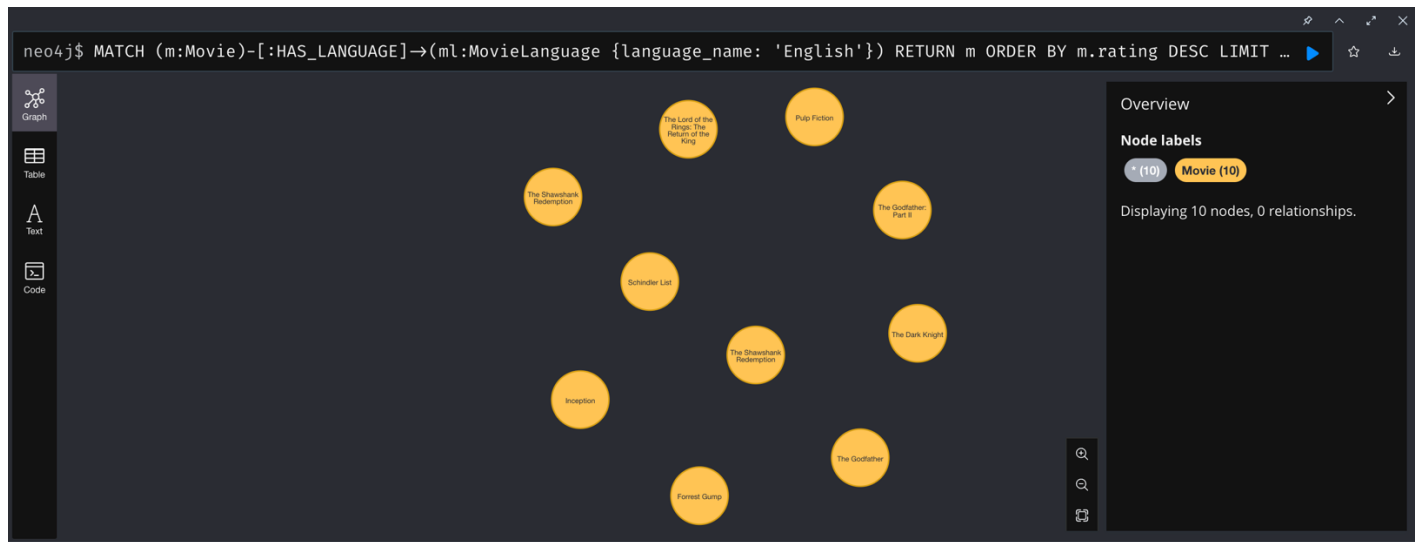 neo4j$ MATCH (m:Movie)-[:HAS_LANGUAGE]→(ml:MovieLanguage {language_name: 'English'}) RETURN m ORDER BY m.rating DESC LIMIT …
Graph
Table
Text
Code
The Lord of the
Rings: The
Return of the
King
Pulp Fiction
The Shawshank
Redemption
The Godfather:
Part II
Schindler List
The Dark Knight
The Shawshank
Redemption
Inception
The Godfather
Forrest Gump
Overview
Node labels
* (10) Movie (10)
Displaying 10 nodes, 0 relationships.